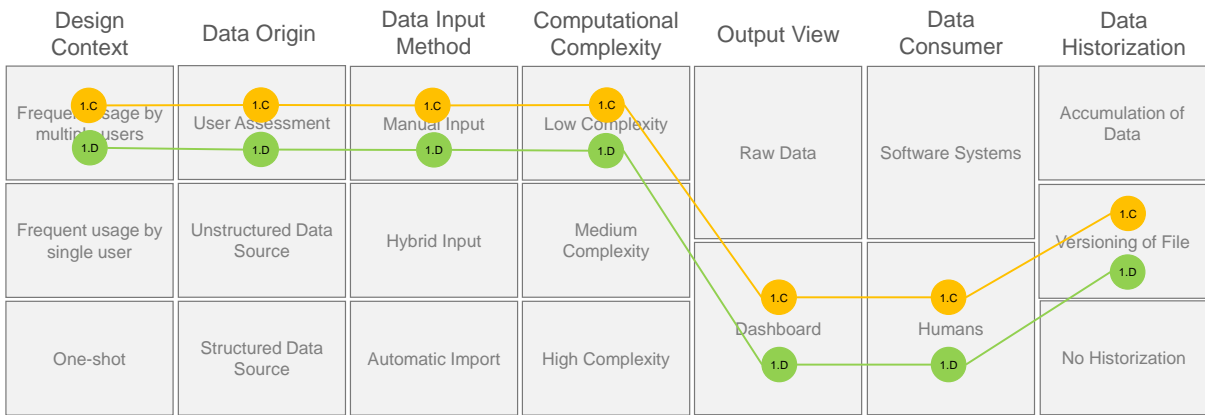 Design
Context
Data Origin
Data Input
Method
Computational
Complexity
Output View
Data
Consumer
Data
Historization
1.C
1.C
1.C
1.C
Frequent usage by
multiple users
User Assessment
Manual Input
Low Complexity
1.D
1.D
1.D
1.D
Raw Data
Software Systems
Accumulation of
Data
Frequent usage by
single user
Unstructured Data
Source
Hybrid Input
Medium
Complexity
1.C
Versioning of File
1.D
1.C
1.C
Dashboard
Humans
1.D
1.D
One-shot
Structured Data
Source
Automatic Import
High Complexity
No Historization